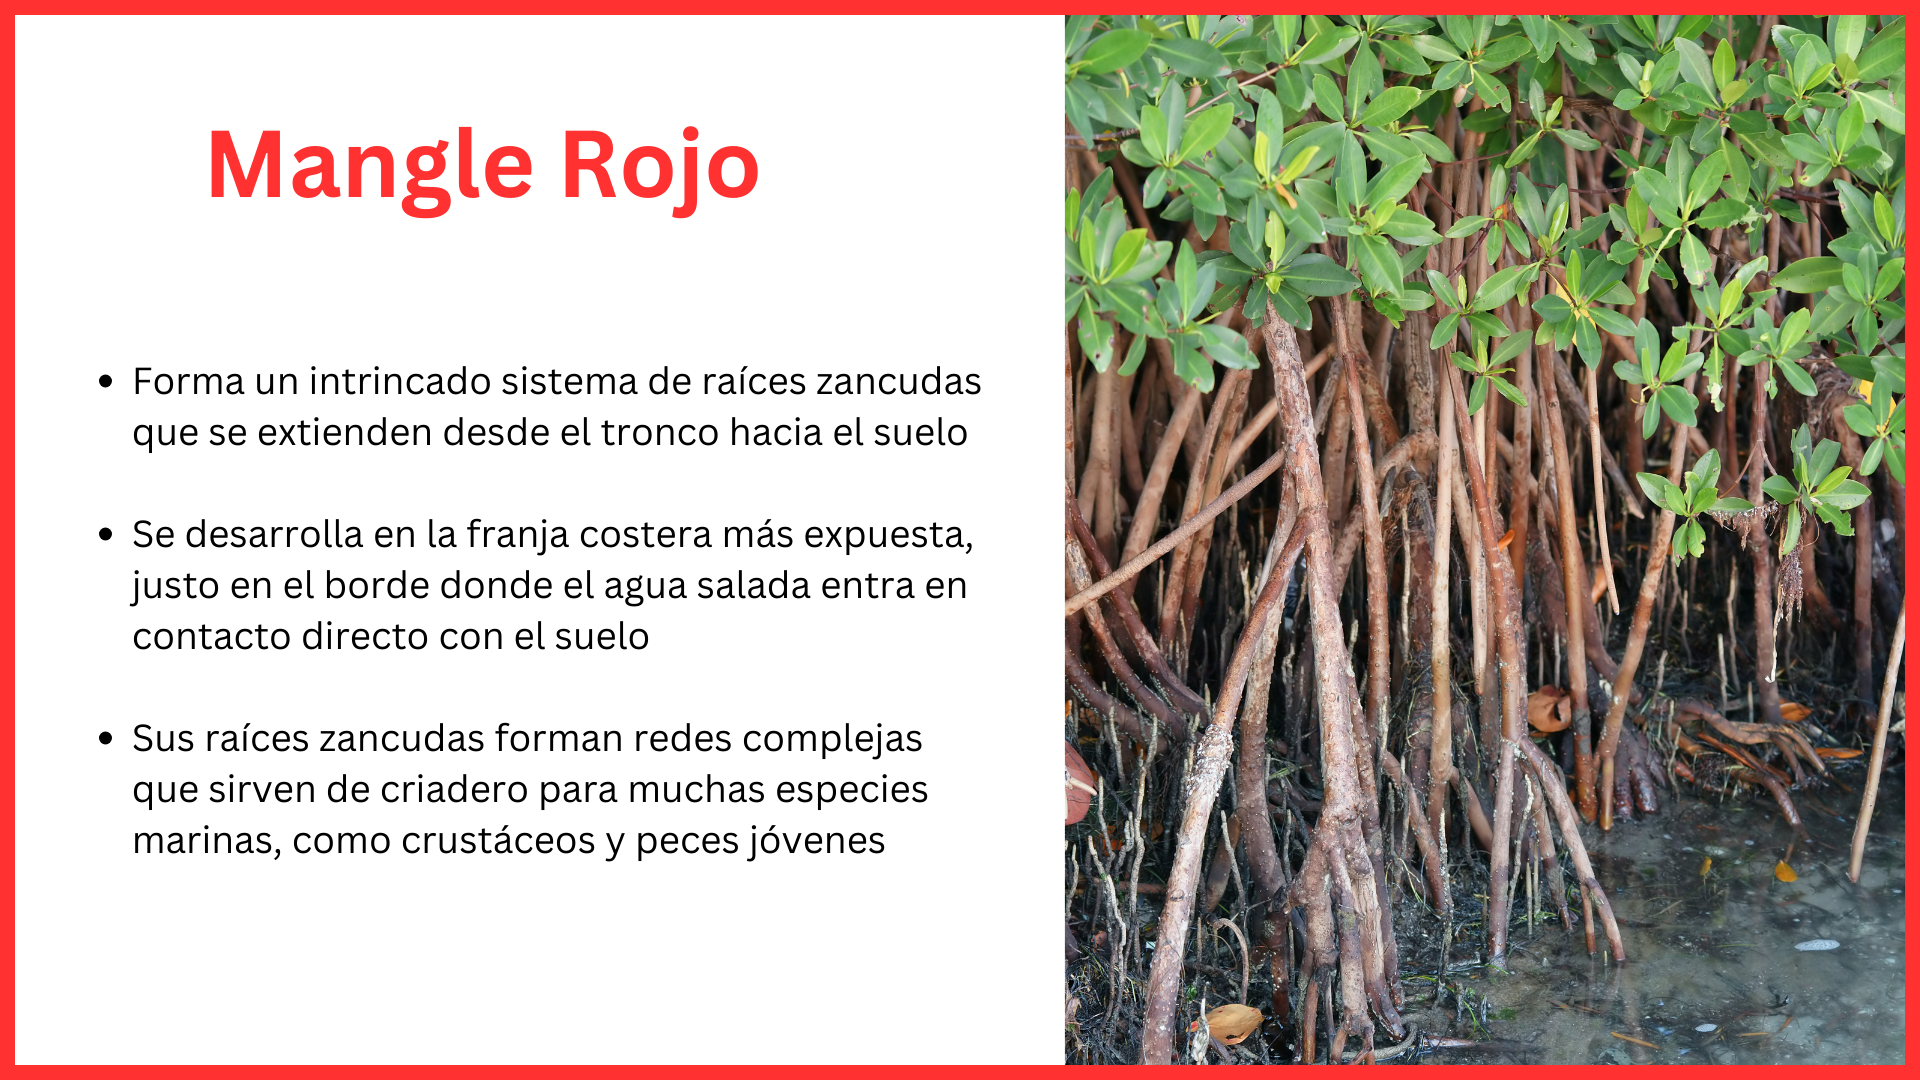 Mangle Rojo
• Forma un intrincado sistema de raíces zancudas
que se extienden desde el tronco hacia el suelo
• Se desarrolla en la franja costera más expuesta,
justo en el borde donde el agua salada entra en
contacto directo con el suelo
• Sus raíces zancudas forman redes complejas
que sirven de criadero para muchas especies
marinas, como crustáceos y peces jóvenes